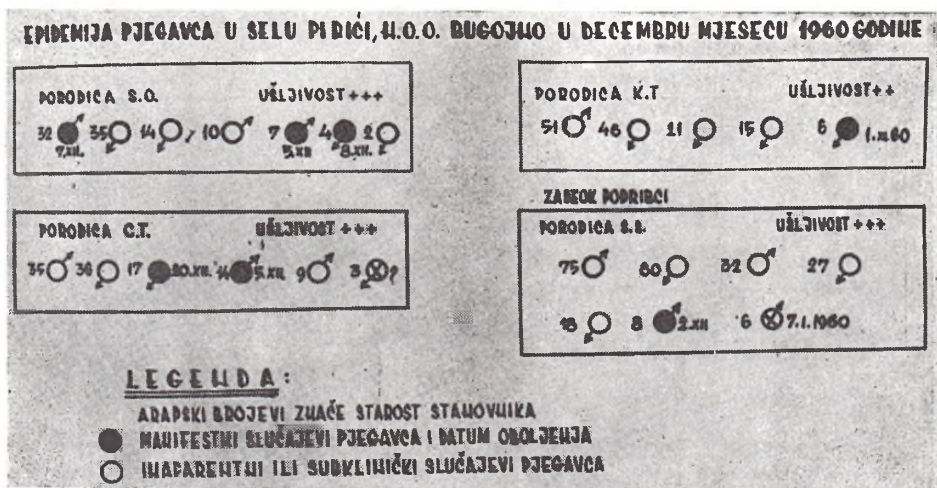 EPIDEMIJA PJEGAVCA U SELU PIRIĆI, N.O.O. BUGOJNO U DECEMBRU MJESECU 1960 GODINE
PORODICA S.O. UŠLJIVOST +++
32 35 14 10 7 4 2
7.XII. 5.XII 8.XII.
PORODICA K.T UŠLJIVOST ++
51 46 21 15 6 1.XI 60
PORODICA C.T. UŠLJIVOST +++
35 36 17 20.XII. 14 5.XII 9 3 ?
ZASEOK PODRIBCI
PORODICA S.B. UŠLJIVOST +++
75 60 32 27
18 8 2.XII 6 7.1.1960
LEGENDA:
ARAPSKI BROJEVI ZNAČE STAROST STANOVNIKA
MANIFESTNI SLUČAJEVI PJEGAVCA I DATUM OBOLJENJA
INAPARENTNI ILI SUBKLINIČKI SLUČAJEVI PJEGAVCA